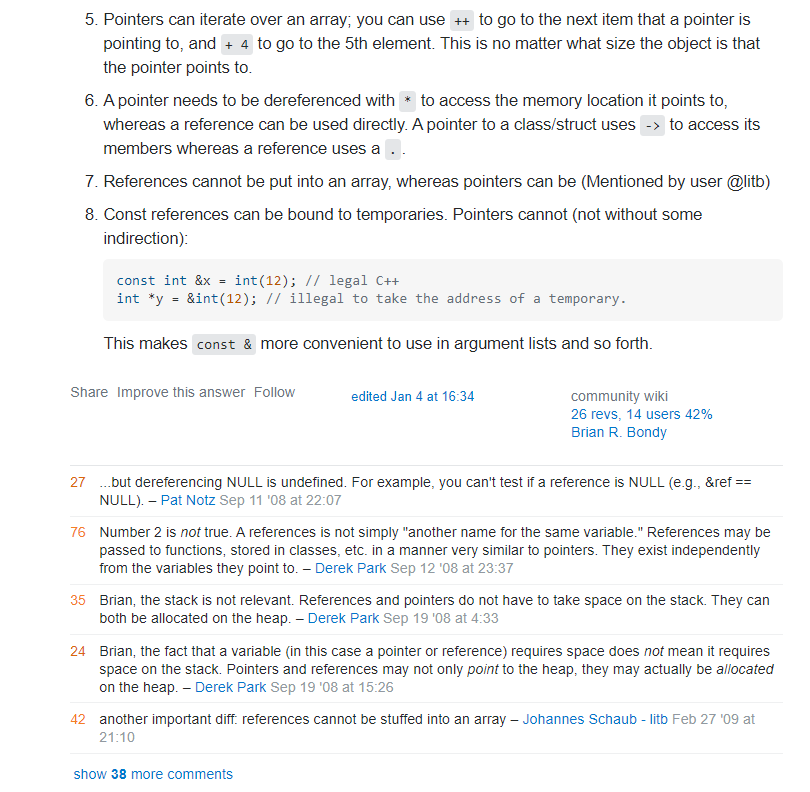 5. Pointers can iterate over an array; you can use ++ to go to the next item that a pointer is
pointing to, and + 4 to go to the 5th element. This is no matter what size the object is that
the pointer points to.
6. A pointer needs to be dereferenced with * to access the memory location it points to,
whereas a reference can be used directly. A pointer to a class/struct uses -> to access its
members whereas a reference uses a . .
7. References cannot be put into an array, whereas pointers can be (Mentioned by user @litb)
8. Const references can be bound to temporaries. Pointers cannot (not without some
indirection):
const int &x = int(12); // legal C++
int *y = &int(12); // illegal to take the address of a temporary.
This makes const & more convenient to use in argument lists and so forth.
Share Improve this answer Follow
edited Jan 4 at 16:34
community wiki
26 revs, 14 users 42%
Brian R. Bondy
27 ...but dereferencing NULL is undefined. For example, you can't test if a reference is NULL (e.g., &ref ==
NULL). – Pat Notz Sep 11 '08 at 22:07
76 Number 2 is not true. A references is not simply "another name for the same variable." References may be
passed to functions, stored in classes, etc. in a manner very similar to pointers. They exist independently
from the variables they point to. – Derek Park Sep 12 '08 at 23:37
35 Brian, the stack is not relevant. References and pointers do not have to take space on the stack. They can
both be allocated on the heap. – Derek Park Sep 19 '08 at 4:33
24 Brian, the fact that a variable (in this case a pointer or reference) requires space does not mean it requires
space on the stack. Pointers and references may not only point to the heap, they may actually be allocated
on the heap. – Derek Park Sep 19 '08 at 15:26
42 another important diff: references cannot be stuffed into an array – Johannes Schaub - litb Feb 27 '09 at
21:10
show 38 more comments